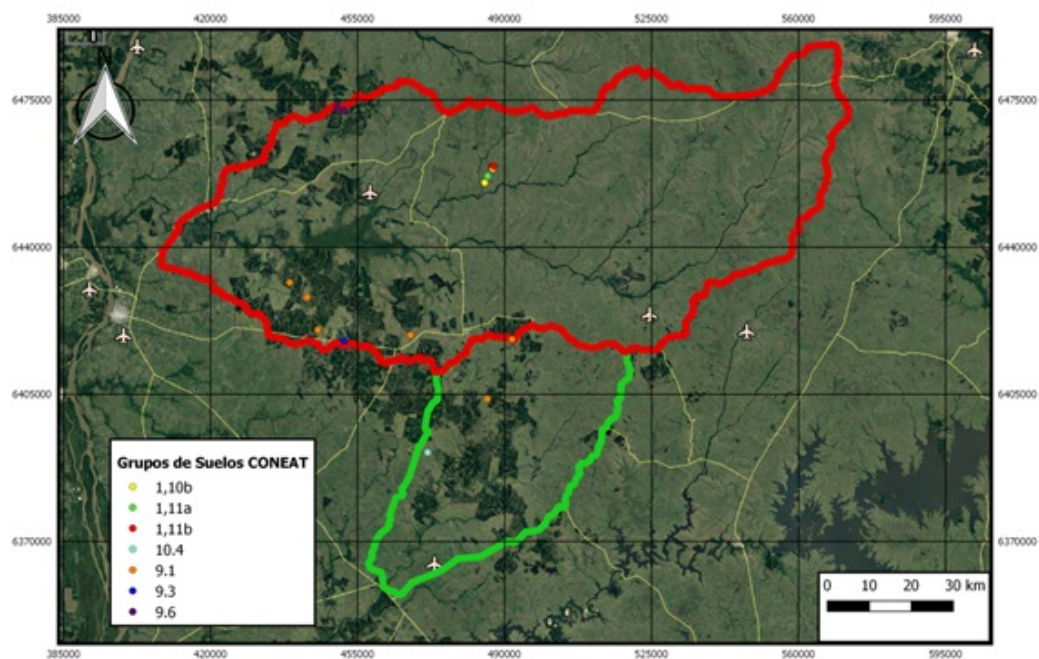 385000 420000 455000 490000 525000 560000 595000
6475000 6475000
6440000 6440000
6405000 6405000
6370000 6370000
Grupos de Suelos CONEAT
1,10b
1,11a
1,11b
10.4
9.1
9.3
9.6
0 10 20 30 km
385000 420000 455000 490000 525000 560000 595000